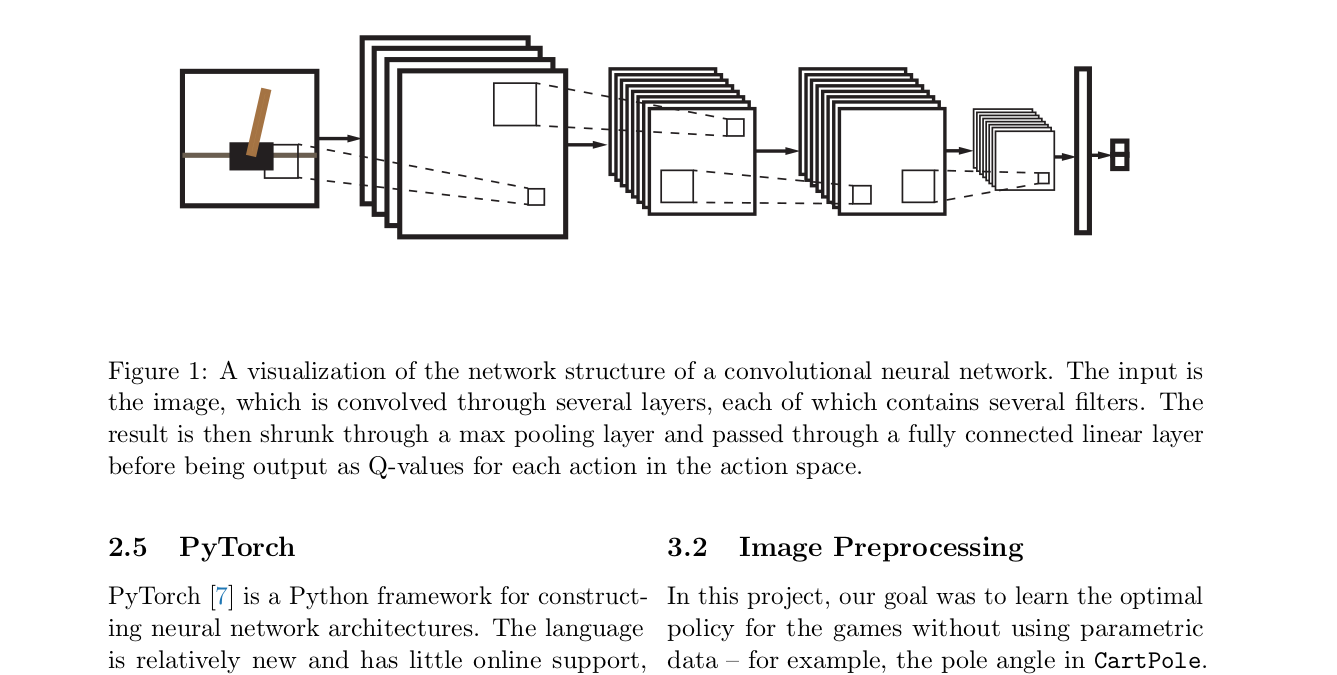 Figure 1: A visualization of the network structure of a convolutional neural network. The input is
the image, which is convolved through several layers, each of which contains several filters. The
result is then shrunk through a max pooling layer and passed through a fully connected linear layer
before being output as Q-values for each action in the action space.
2.5 PyTorch
PyTorch [7] is a Python framework for construct-
ing neural network architectures. The language
is relatively new and has little online support,
3.2 Image Preprocessing
In this project, our goal was to learn the optimal
policy for the games without using parametric
data – for example, the pole angle in CartPole.